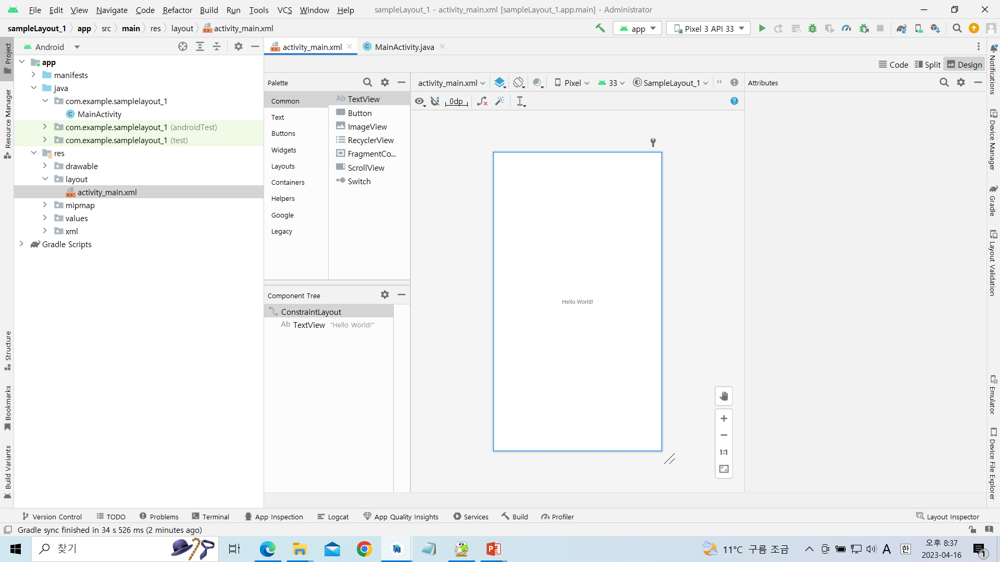 File Edit View Navigate Code Refactor Build Run Tools VCS Window Help sampleLayout_1 - activity_main.xml [sampleLayout_1.app.main] - Administrator
sampleLayout_1 app src main res layout activity_main.xml app Pixel 3 API 33
Project
Resource Manager
Structure
Bookmarks
Build Variants
Android
app
manifests
java
com.example.samplelayout_1
MainActivity
com.example.samplelayout_1 (androidTest)
com.example.samplelayout_1 (test)
res
drawable
layout
activity_main.xml
mipmap
values
xml
Gradle Scripts
activity_main.xml MainActivity.java
Code Split Design
Palette
Common
Text
Buttons
Widgets
Layouts
Containers
Helpers
Google
Legacy
Ab TextView
Button
ImageView
RecyclerView
FragmentCo...
ScrollView
Switch
Component Tree
ConstraintLayout
Ab TextView "Hello World!"
activity_main.xml Pixel 33 SampleLayout_1
0dp
Hello World!
1:1
Attributes
Notifications
Device Manager
Gradle
Layout Validation
Emulator
Device File Explorer
Version Control TODO Problems Terminal App Inspection Logcat App Quality Insights Services Build Profiler Layout Inspector
Gradle sync finished in 34 s 526 ms (2 minutes ago)
찾기
11°C 구름 조금
A
한
오후 8:37
2023-04-16
1